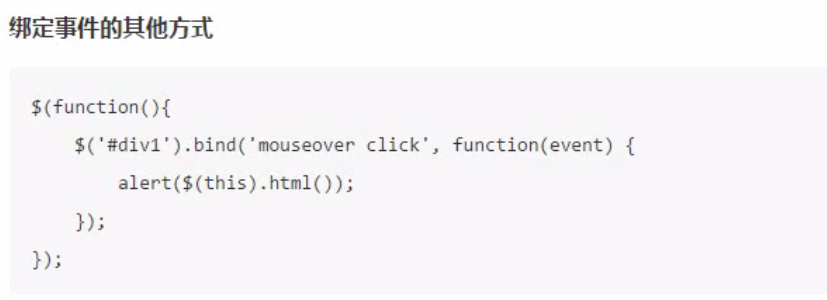 绑定事件的其他方式
$(function(){
    $('#div1').bind('mouseover click', function(event) {
        alert($(this).html());
    });
});